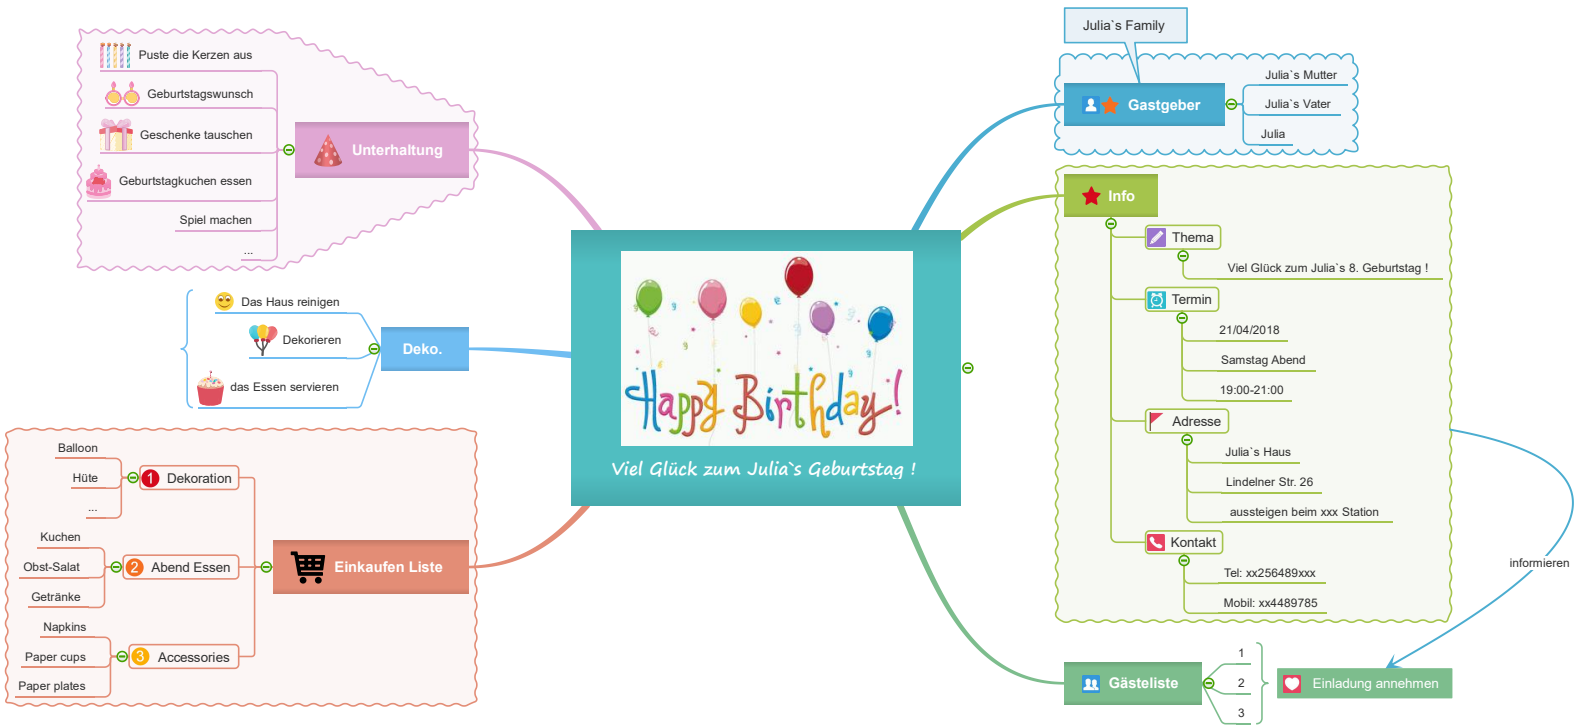 Julia`s Family
Gastgeber
Julia`s Mutter
Julia`s Vater
Julia
Info
Thema
Viel Glück zum Julia`s 8. Geburtstag !
Termin
21/04/2018
Samstag Abend
19:00-21:00
Adresse
Julia`s Haus
Lindelner Str. 26
aussteigen beim xxx Station
Kontakt
Tel: xx256489xxx
Mobil: xx4489785
informieren
Gästeliste
1
2
3
Einladung annehmen
Happy Birthday !
Viel Glück zum Julia`s Geburtstag !
Unterhaltung
Puste die Kerzen aus
Geburtstagswunsch
Geschenke tauschen
Geburtstagkuchen essen
Spiel machen
...
Deko.
Das Haus reinigen
Dekorieren
das Essen servieren
Einkaufen Liste
1 Dekoration
Balloon
Hüte
...
2 Abend Essen
Kuchen
Obst-Salat
Getränke
3 Accessories
Napkins
Paper cups
Paper plates